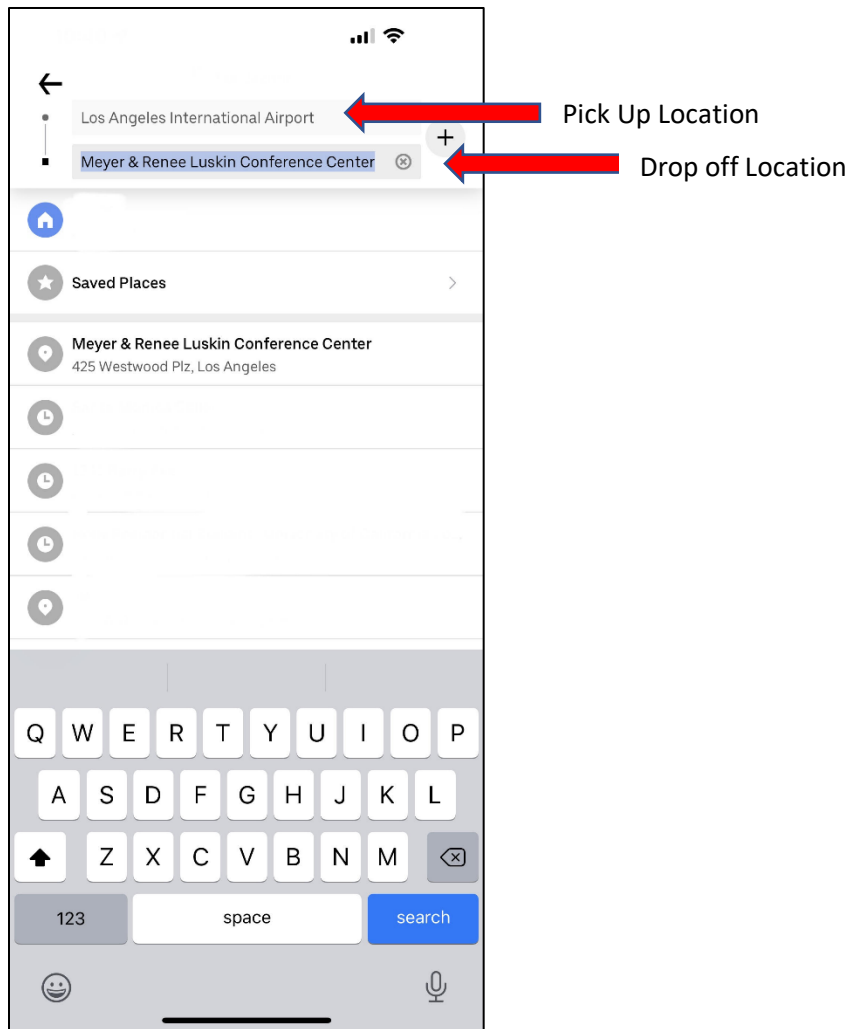 Los Angeles International Airport
Pick Up Location
+
Meyer & Renee Luskin Conference Center
Drop off Location
Saved Places
Meyer & Renee Luskin Conference Center
425 Westwood Plz, Los Angeles
Q W E R T Y U I O P
A S D F G H J K L
Z X C V B N M
123 space search